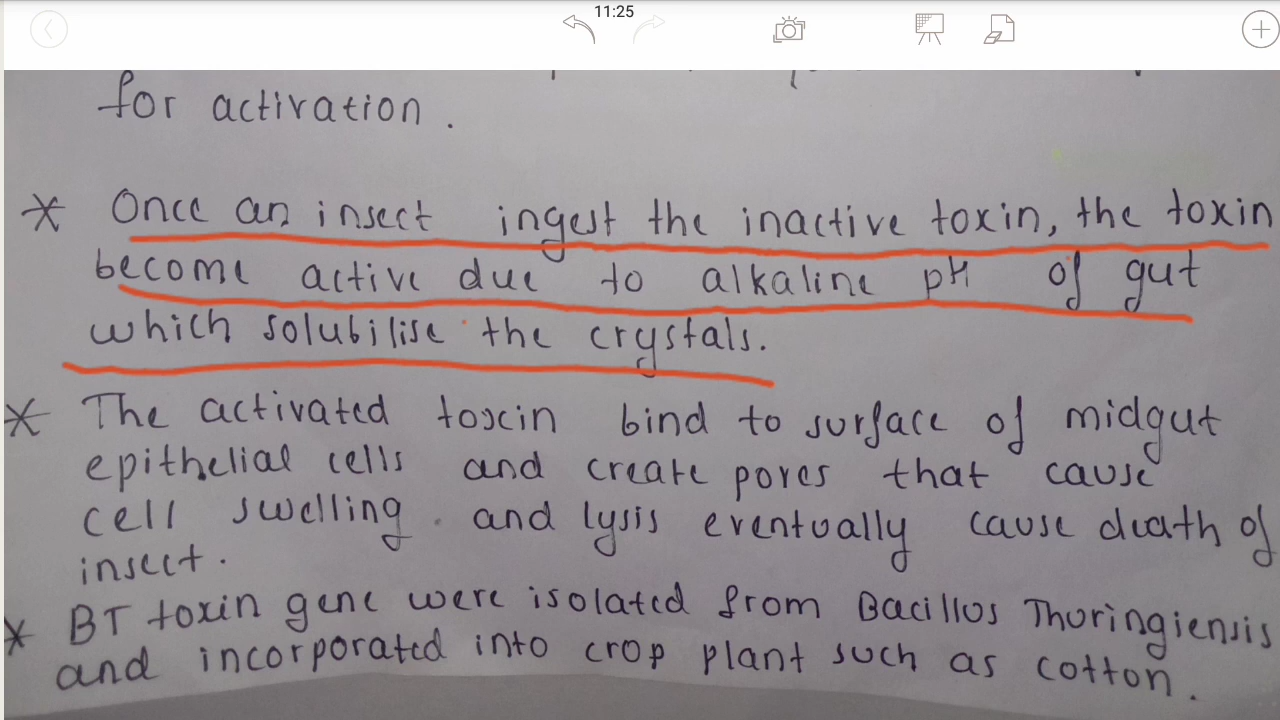 11:25
for activation.
* Once an insect ingest the inactive toxin, the toxin
become active due to alkaline pH of gut
which solubilise the crystals.
* The activated toxin bind to surface of midgut
epithelial cells and create pores that cause
cell swelling and lysis eventually cause death of
insect.
* BT toxin gene were isolated from Bacillus Thuringiensis
and incorporated into crop plant such as cotton.